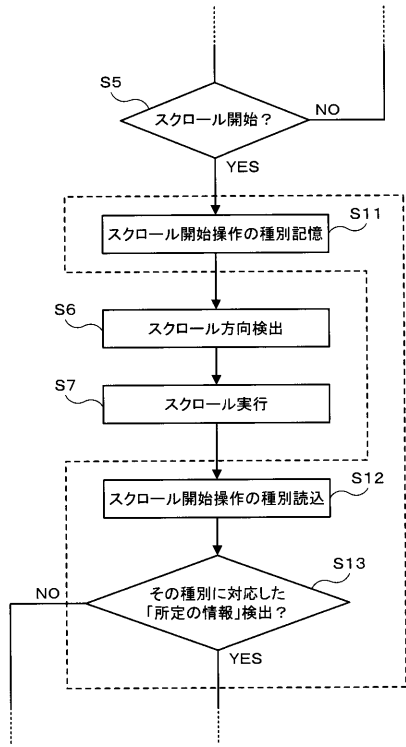 S5
スクロール開始？
NO
YES
S11
スクロール開始操作の種別記憶
S6
スクロール方向検出
S7
スクロール実行
S12
スクロール開始操作の種別読込
S13
その種別に対応した
「所定の情報」検出？
NO
YES